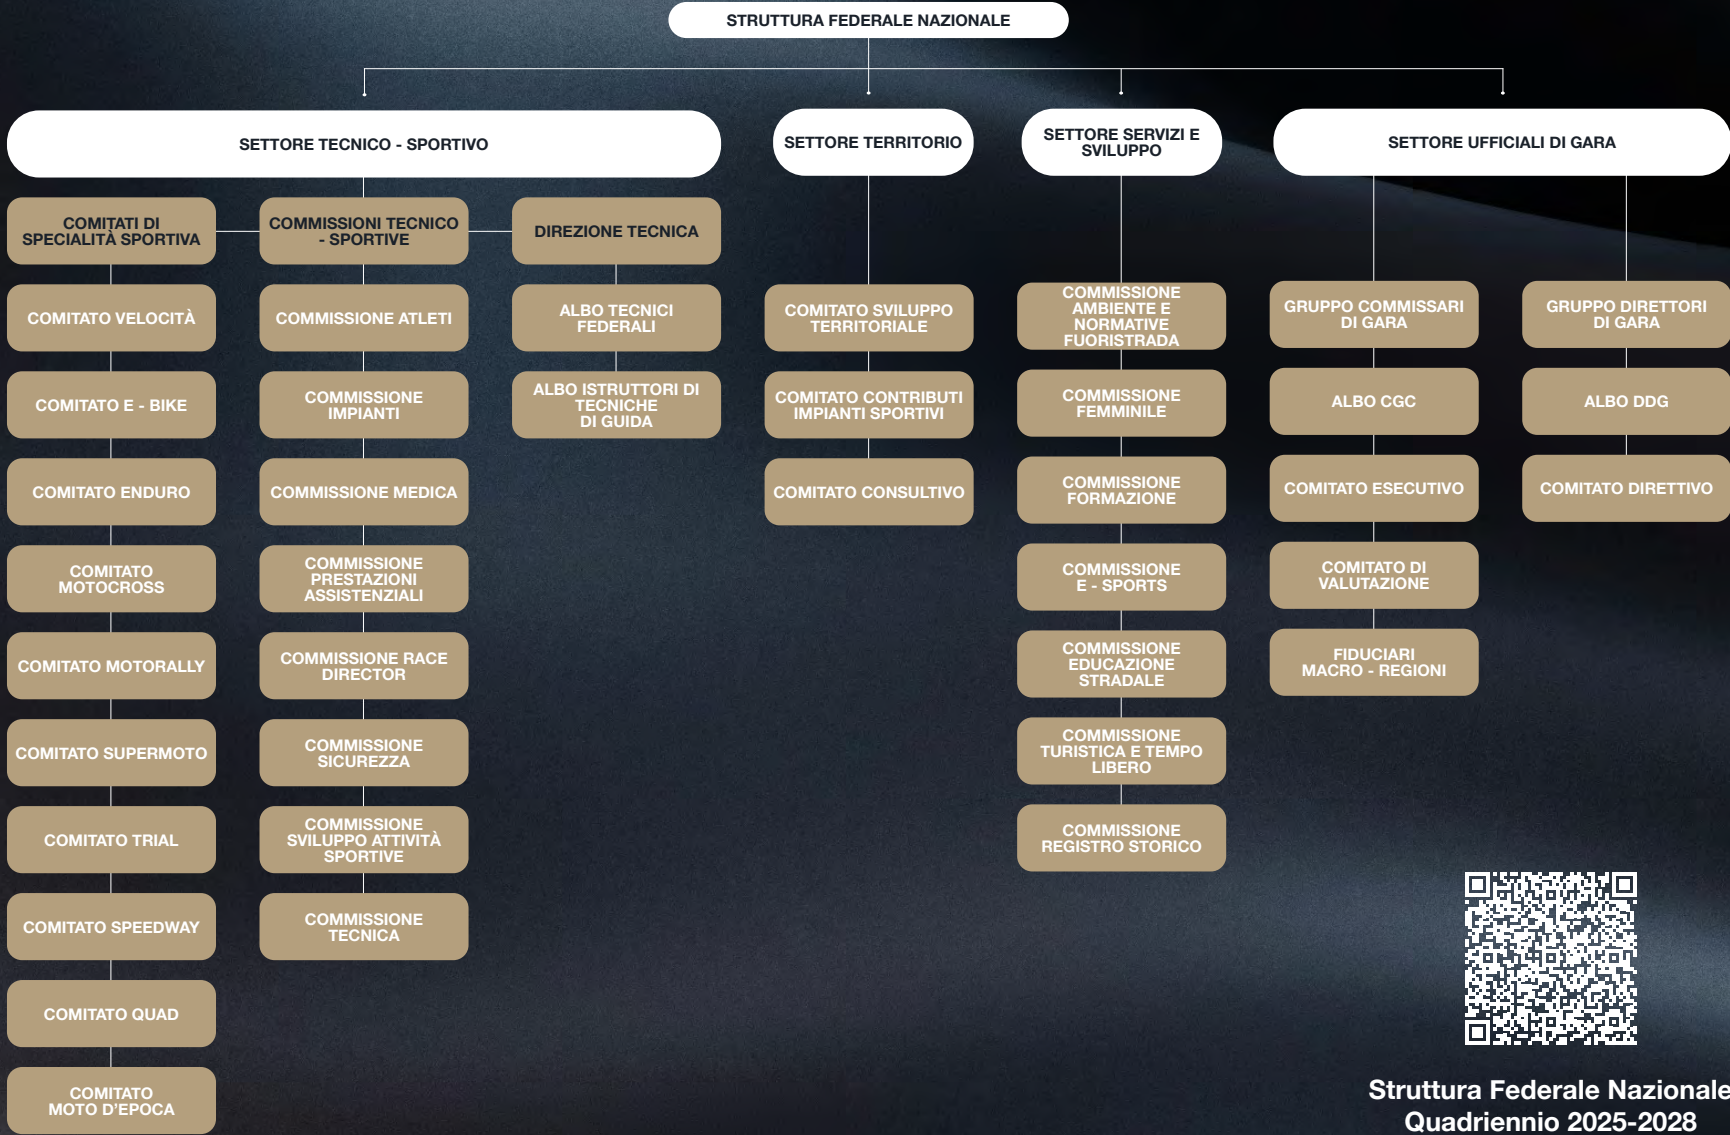 STRUTTURA FEDERALE NAZIONALE
SETTORE TECNICO - SPORTIVO
SETTORE TERRITORIO
SETTORE SERVIZI E
SVILUPPO
SETTORE UFFICIALI DI GARA
COMITATI DI
SPECIALITÀ SPORTIVA
COMMISSIONI TECNICO
- SPORTIVE
DIREZIONE TECNICA
COMITATO VELOCITÀ
COMITATO E - BIKE
COMITATO ENDURO
COMITATO
MOTOCROSS
COMITATO MOTORALLY
COMITATO SUPERMOTO
COMITATO TRIAL
COMITATO SPEEDWAY
COMITATO QUAD
COMITATO
MOTO D'EPOCA
COMMISSIONE ATLETI
COMMISSIONE
IMPIANTI
COMMISSIONE MEDICA
COMMISSIONE
PRESTAZIONI
ASSISTENZIALI
COMMISSIONE RACE
DIRECTOR
COMMISSIONE
SICUREZZA
COMMISSIONE
SVILUPPO ATTIVITÀ
SPORTIVE
COMMISSIONE
TECNICA
ALBO TECNICI
FEDERALI
ALBO ISTRUTTORI DI
TECNICHE
DI GUIDA
COMITATO SVILUPPO
TERRITORIALE
COMITATO CONTRIBUTI
IMPIANTI SPORTIVI
COMITATO CONSULTIVO
COMMISSIONE
AMBIENTE E
NORMATIVE
FUORISTRADA
COMMISSIONE
FEMMINILE
COMMISSIONE
FORMAZIONE
COMMISSIONE
E - SPORTS
COMMISSIONE
EDUCAZIONE
STRADALE
COMMISSIONE
TURISTICA E TEMPO
LIBERO
COMMISSIONE
REGISTRO STORICO
GRUPPO COMMISSARI
DI GARA
ALBO CGC
COMITATO ESECUTIVO
COMITATO DI
VALUTAZIONE
FIDUCIARI
MACRO - REGIONI
GRUPPO DIRETTORI
DI GARA
ALBO DDG
COMITATO DIRETTIVO
Struttura Federale Nazionale
Quadriennio 2025-2028